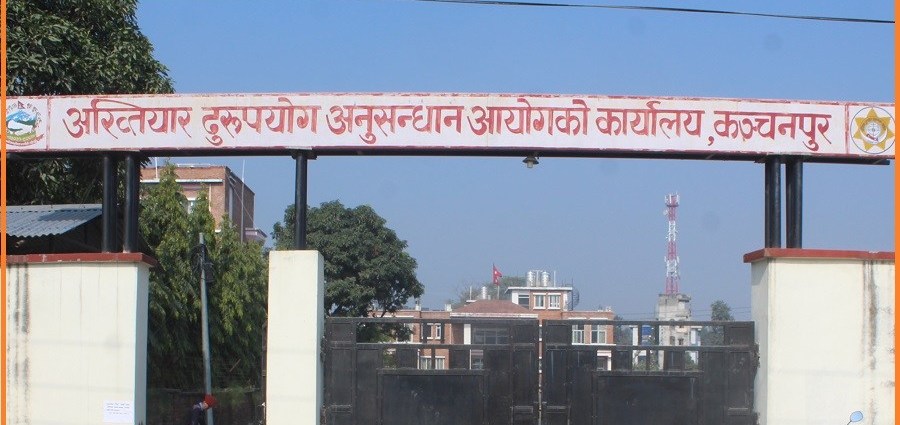 अख्तियार दुरूपयोग अनुसन्धान आयोगको कार्यालय, कञ्चनपुर